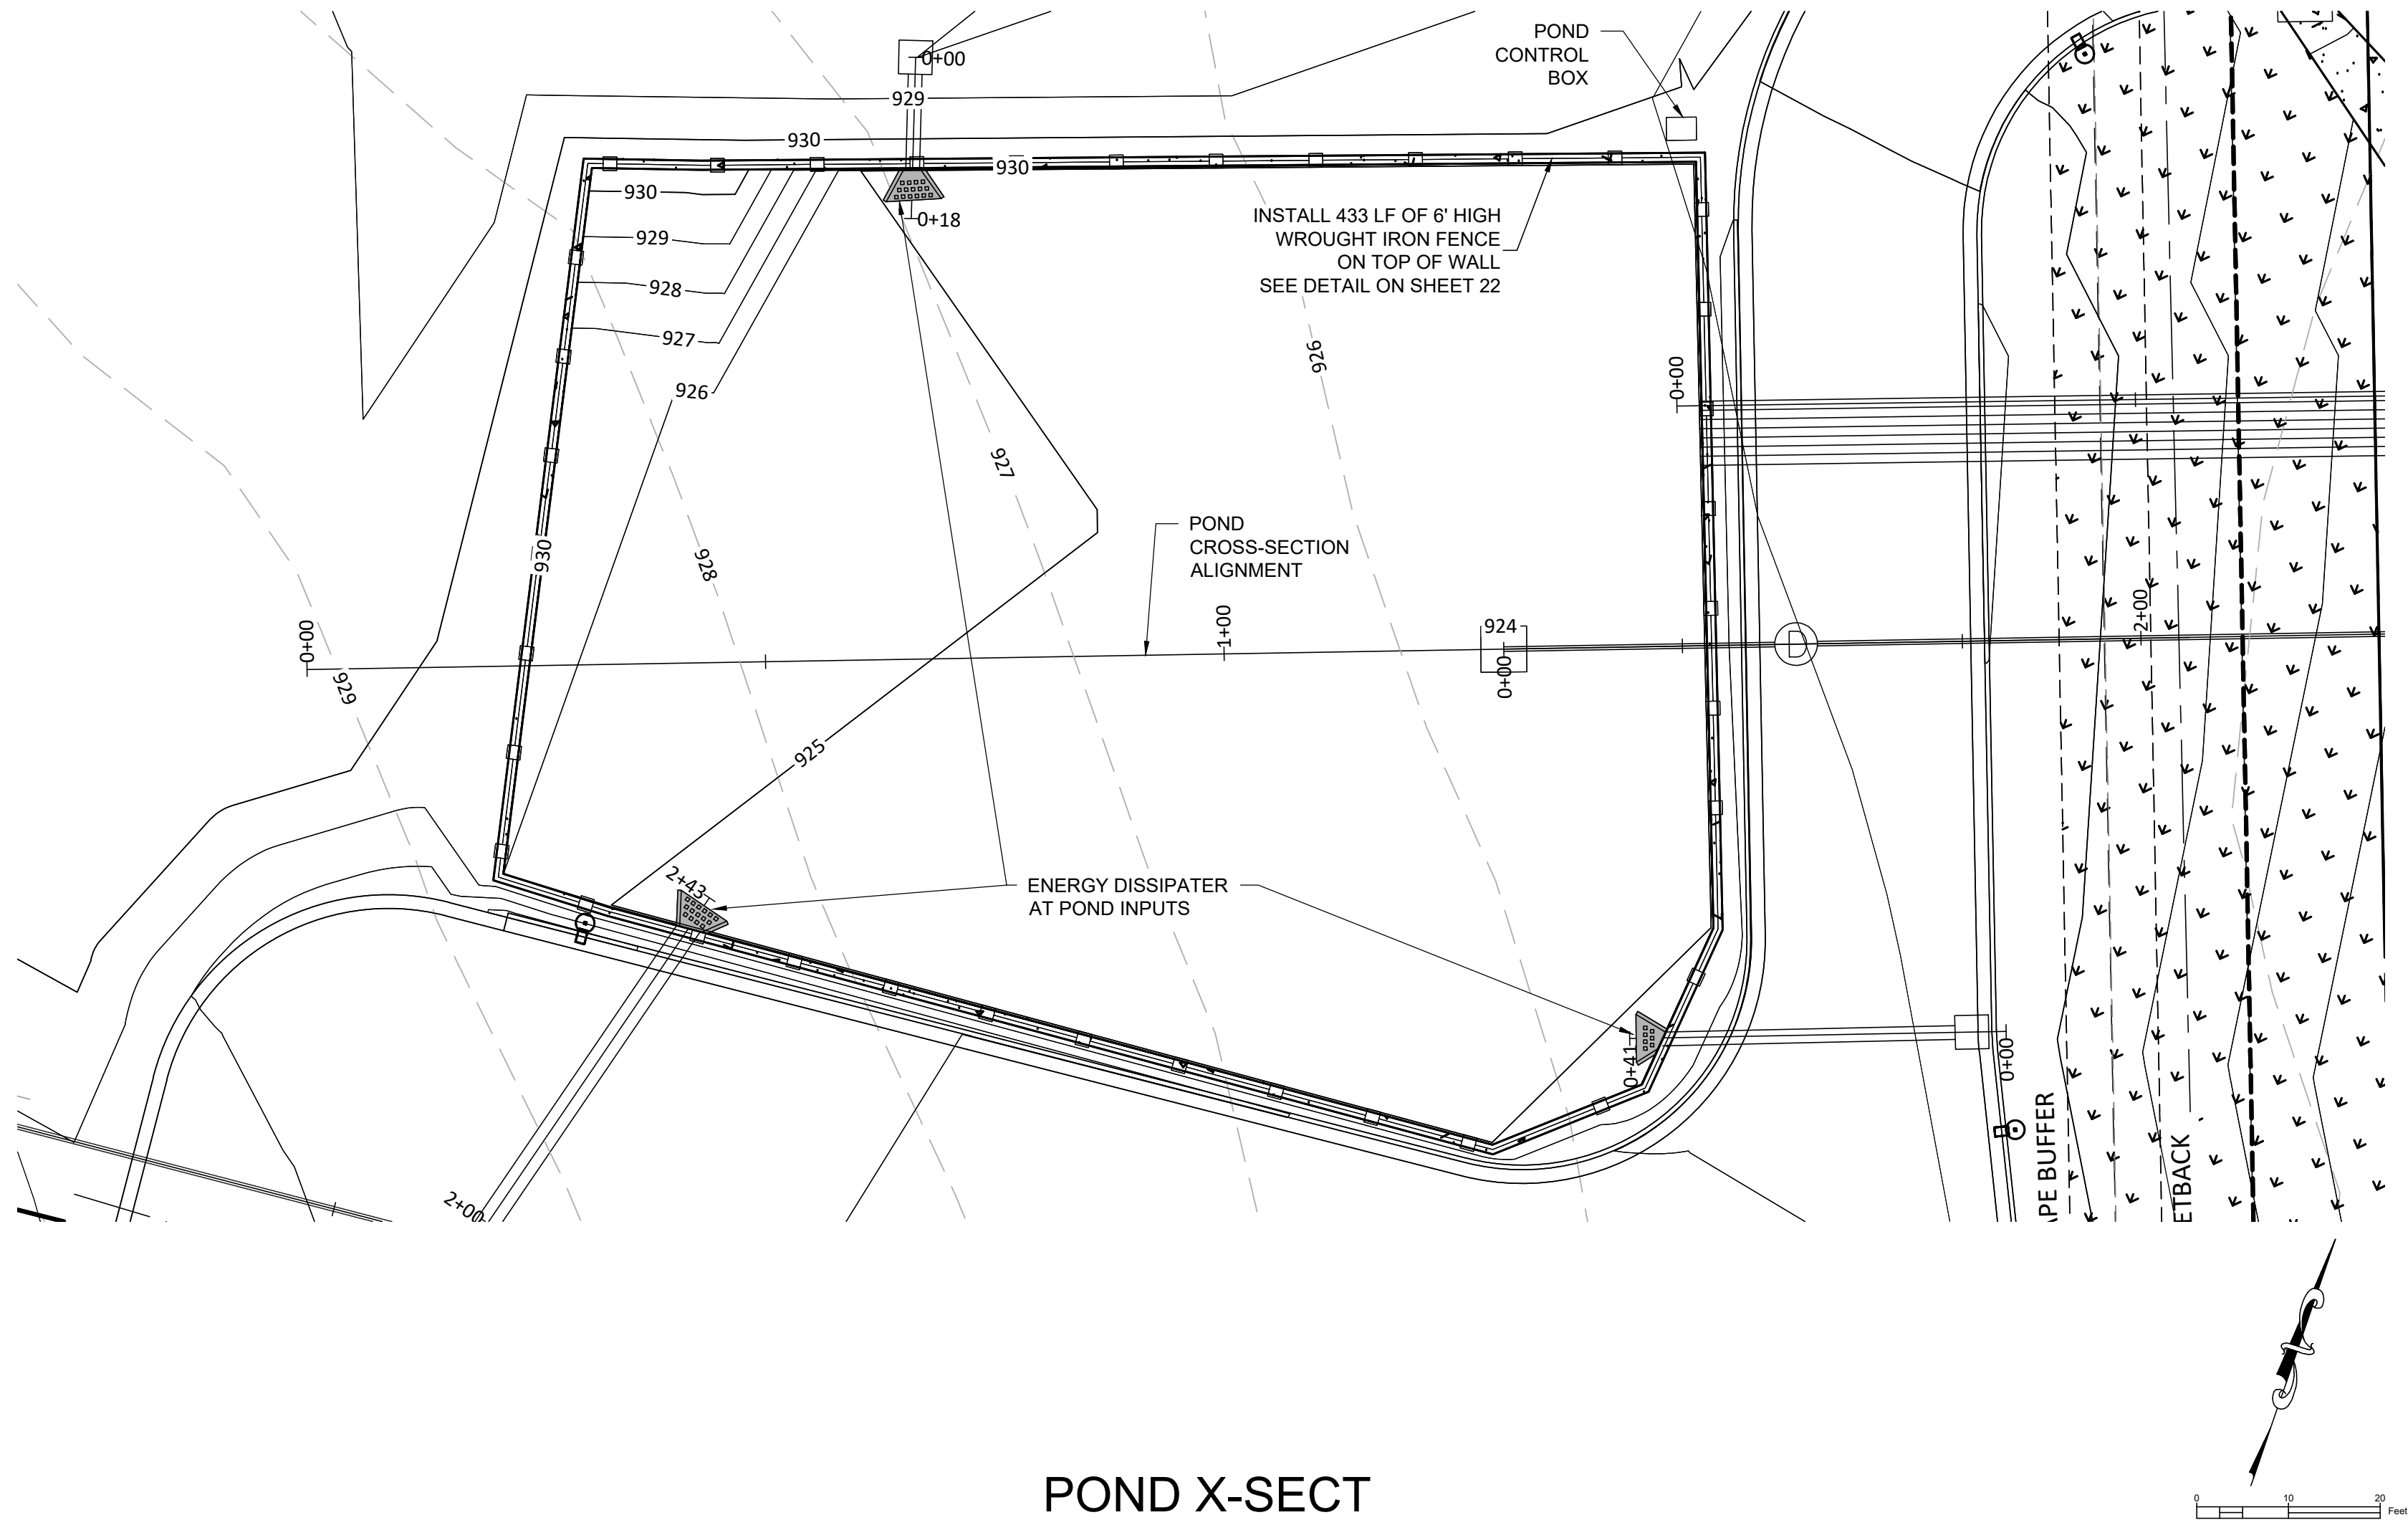 POND
CONTROL
BOX
0+00
929
930
930
930
0+18
929
928
927
926
INSTALL 433 LF OF 6' HIGH
WROUGHT IRON FENCE
ON TOP OF WALL
SEE DETAIL ON SHEET 22
926
0+00
927
930
928
POND
CROSS-SECTION
ALIGNMENT
0+00
929
1+00
924
0+00
D
2+00
925
2+43
ENERGY DISSIPATER
AT POND INPUTS
0+41
0+00
2+00
APE BUFFER
ETBACK
POND X-SECT
0 10 20
Feet